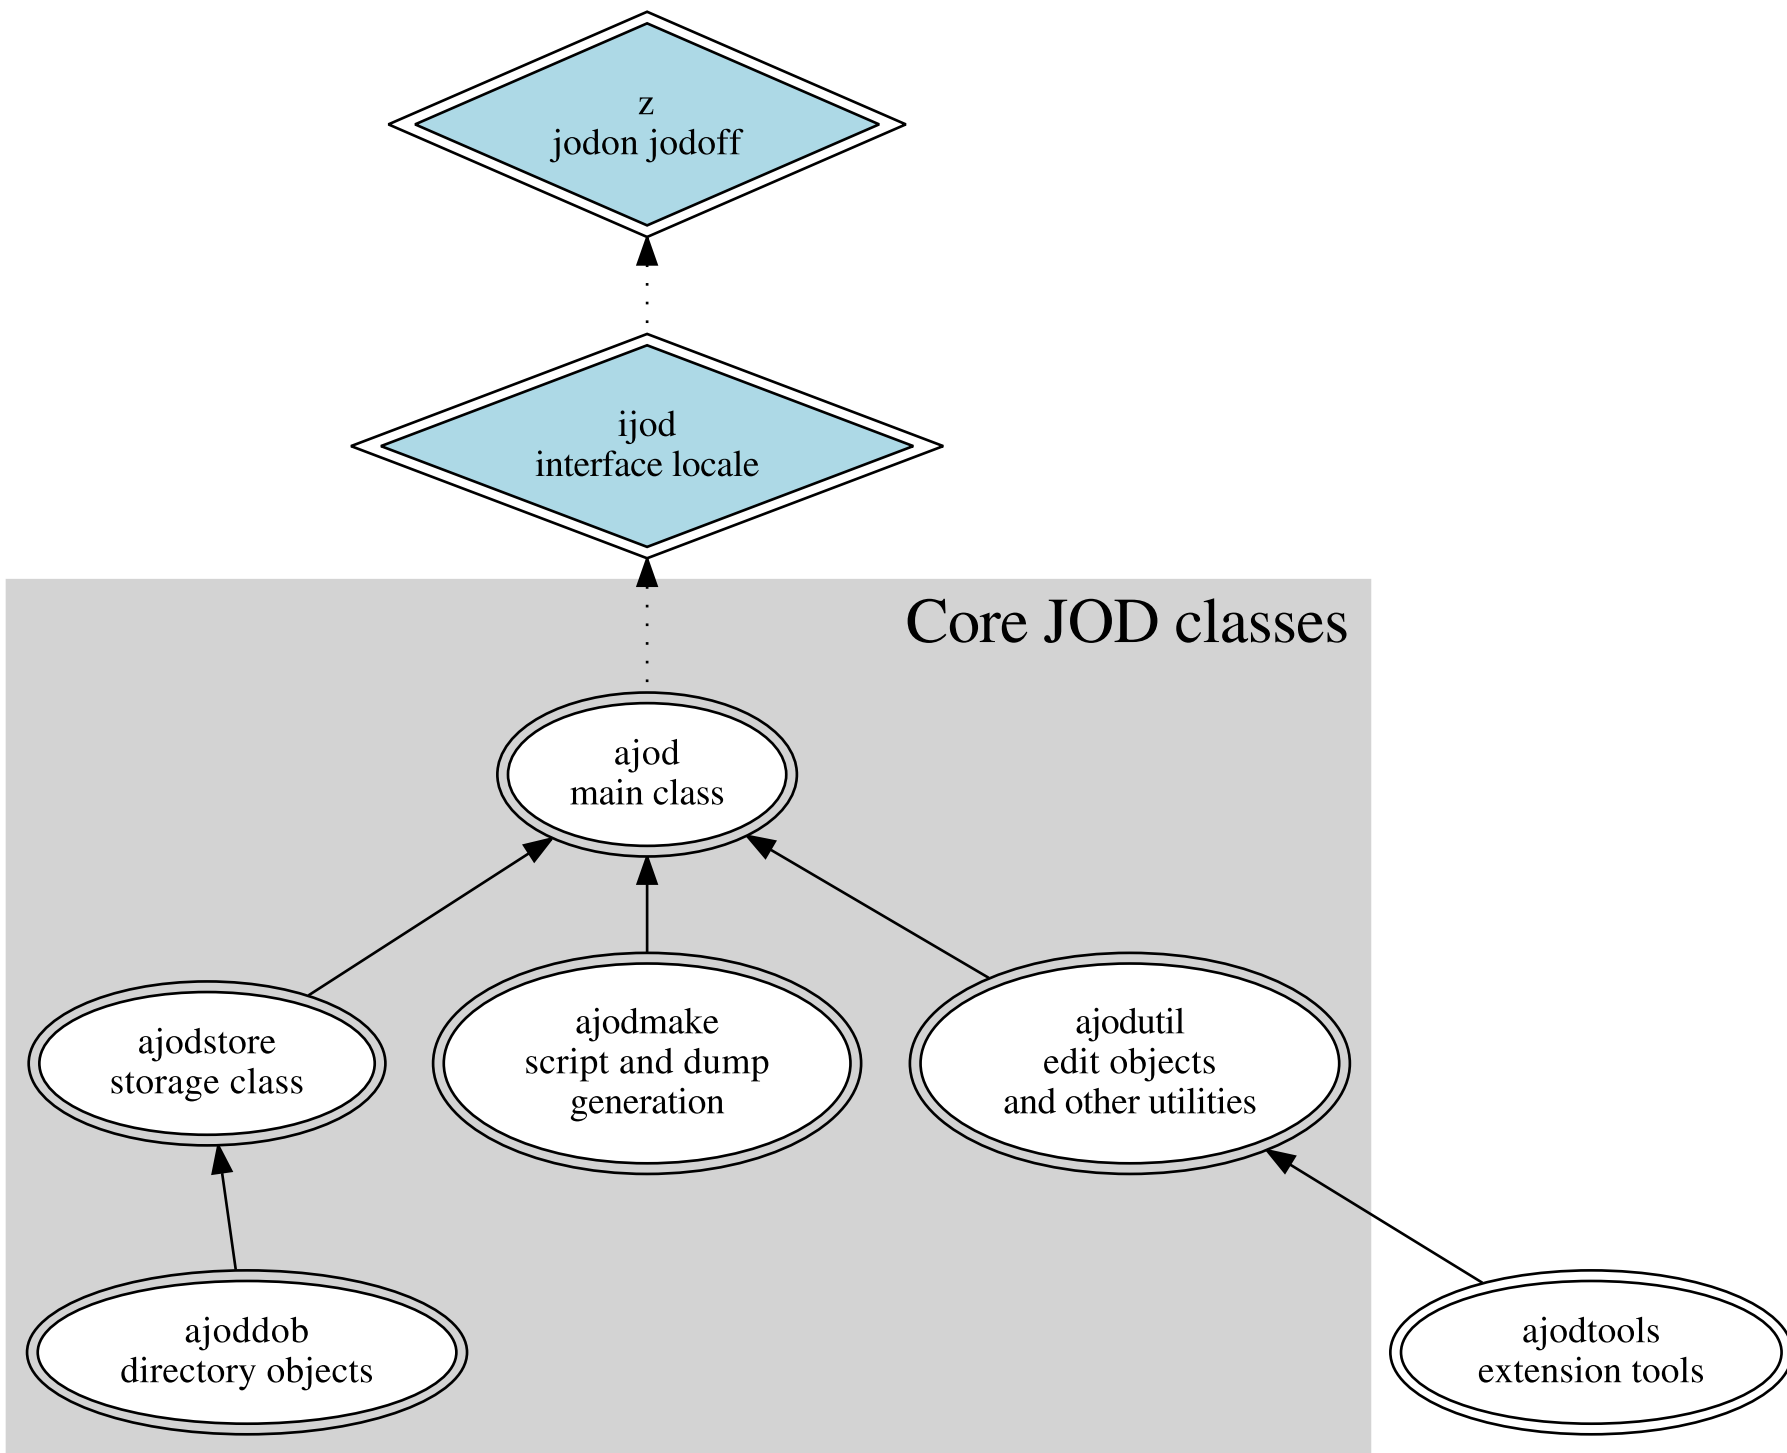 z
jodon jodoff
ijod
interface locale
Core JOD classes
ajod
main class
ajodstore
storage class
ajodmake
script and dump
generation
ajodutil
edit objects
and other utilities
ajoddob
directory objects
ajodtools
extension tools